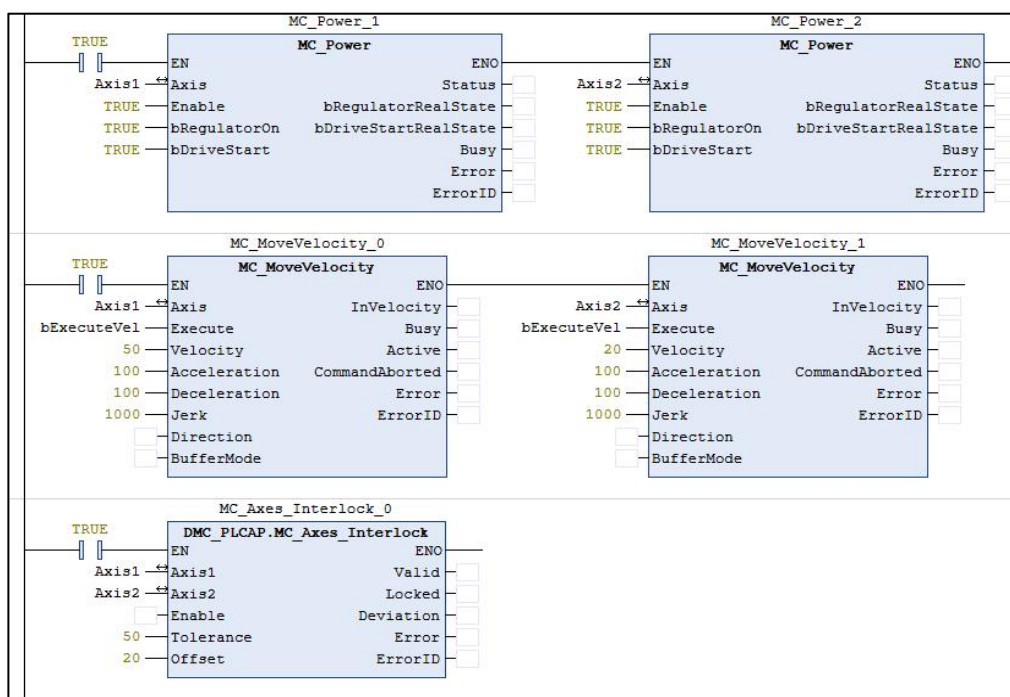 MC_Power_1 MC_Power_2
TRUE MC_Power MC_Power
EN ENO EN ENO
Axis1 Axis Status Axis2 Axis Status
TRUE Enable bRegulatorRealState TRUE Enable bRegulatorRealState
TRUE bRegulatorOn bDriveStartRealState TRUE bRegulatorOn bDriveStartRealState
TRUE bDriveStart Busy TRUE bDriveStart Busy
Error Error
ErrorID ErrorID
MC_MoveVelocity_0 MC_MoveVelocity_1
TRUE MC_MoveVelocity MC_MoveVelocity
EN ENO EN ENO
Axis1 Axis InVelocity Axis2 Axis InVelocity
bExecuteVel Execute Busy bExecuteVel Execute Busy
50 Velocity Active 20 Velocity Active
100 Acceleration CommandAborted 100 Acceleration CommandAborted
100 Deceleration Error 100 Deceleration Error
1000 Jerk ErrorID 1000 Jerk ErrorID
Direction Direction
BufferMode BufferMode
MC_Axes_Interlock_0
TRUE DMC_PLCAP.MC_Axes_Interlock
EN ENO
Axis1 Axis1 Valid
Axis2 Axis2 Locked
Enable Deviation
50 Tolerance Error
20 Offset ErrorID